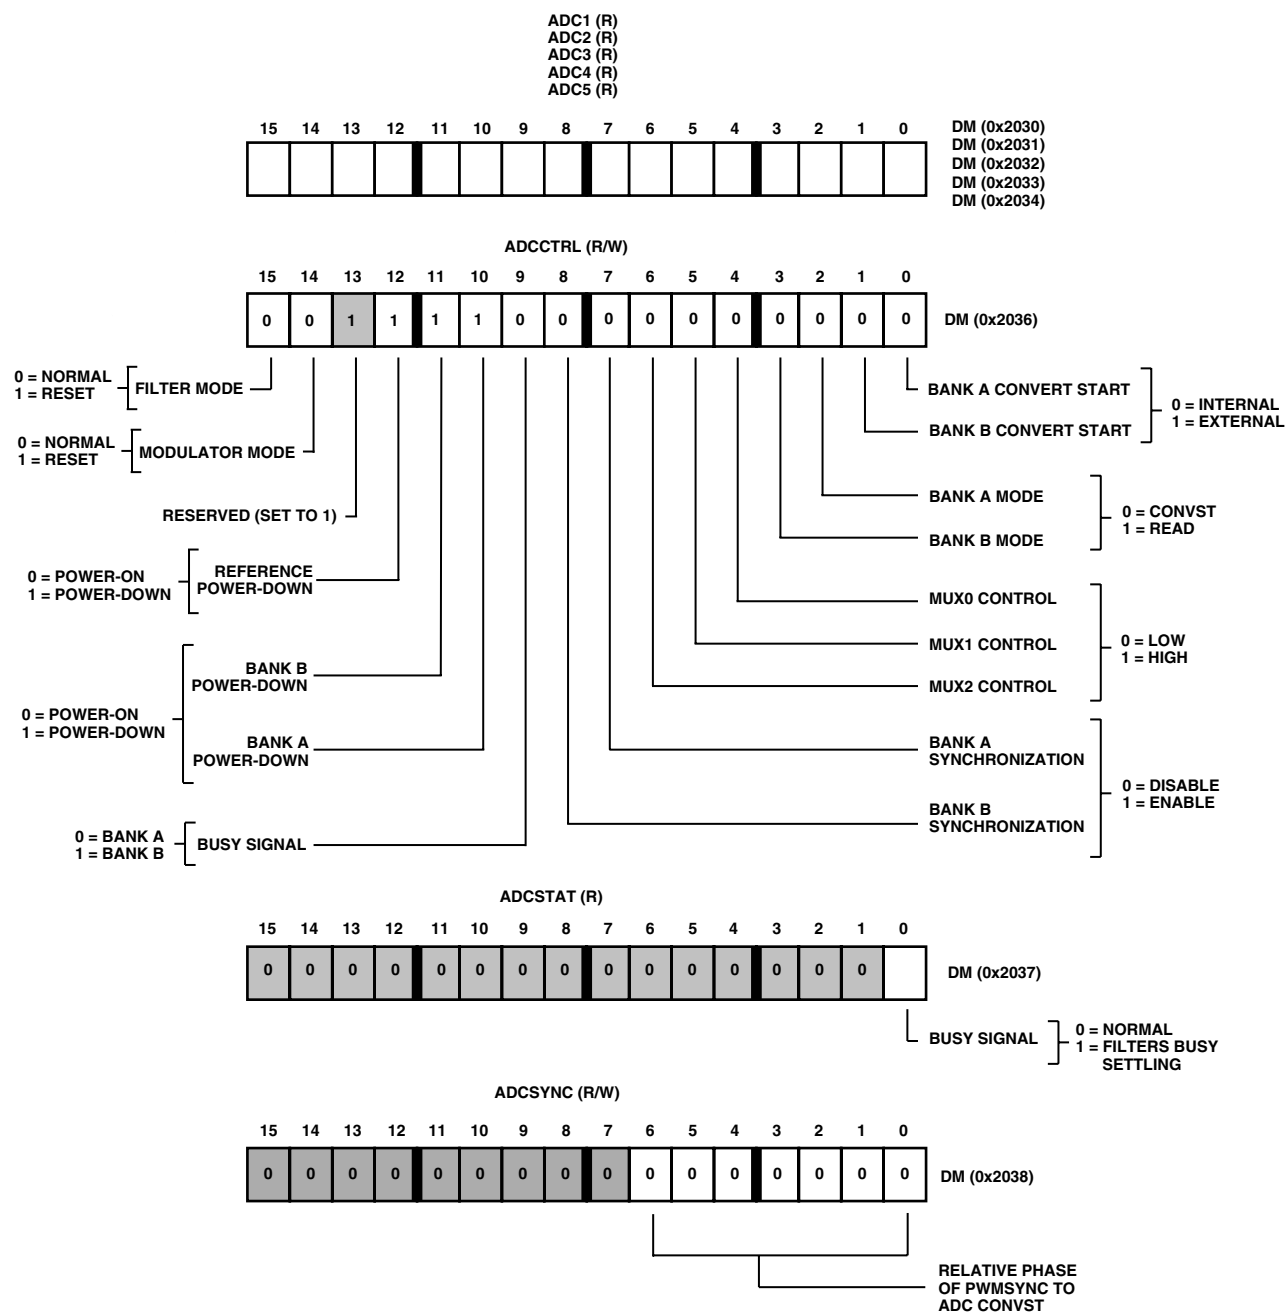 ADC1 (R)
ADC2 (R)
ADC3 (R)
ADC4 (R)
ADC5 (R)
15 14 13 12 11 10 9 8 7 6 5 4 3 2 1 0
DM (0x2030)
DM (0x2031)
DM (0x2032)
DM (0x2033)
DM (0x2034)
ADCCTRL (R/W)
15 14 13 12 11 10 9 8 7 6 5 4 3 2 1 0
0 0 1 1 1 1 0 0 0 0 0 0 0 0 0 0 DM (0x2036)
0 = NORMAL
1 = RESET
FILTER MODE
0 = NORMAL
1 = RESET
MODULATOR MODE
RESERVED (SET TO 1)
0 = POWER-ON
1 = POWER-DOWN
REFERENCE
POWER-DOWN
BANK B
POWER-DOWN
0 = POWER-ON
1 = POWER-DOWN
BANK A
POWER-DOWN
0 = BANK A
1 = BANK B
BUSY SIGNAL
BANK A CONVERT START
BANK B CONVERT START
0 = INTERNAL
1 = EXTERNAL
BANK A MODE
BANK B MODE
0 = CONVST
1 = READ
MUX0 CONTROL
MUX1 CONTROL
MUX2 CONTROL
0 = LOW
1 = HIGH
BANK A
SYNCHRONIZATION
BANK B
SYNCHRONIZATION
0 = DISABLE
1 = ENABLE
ADCSTAT (R)
15 14 13 12 11 10 9 8 7 6 5 4 3 2 1 0
0 0 0 0 0 0 0 0 0 0 0 0 0 0 0 DM (0x2037)
BUSY SIGNAL
0 = NORMAL
1 = FILTERS BUSY
SETTLING
ADCSYNC (R/W)
15 14 13 12 11 10 9 8 7 6 5 4 3 2 1 0
0 0 0 0 0 0 0 0 0 0 0 0 0 0 0 0 DM (0x2038)
RELATIVE PHASE
OF PWMSYNC TO
ADC CONVST